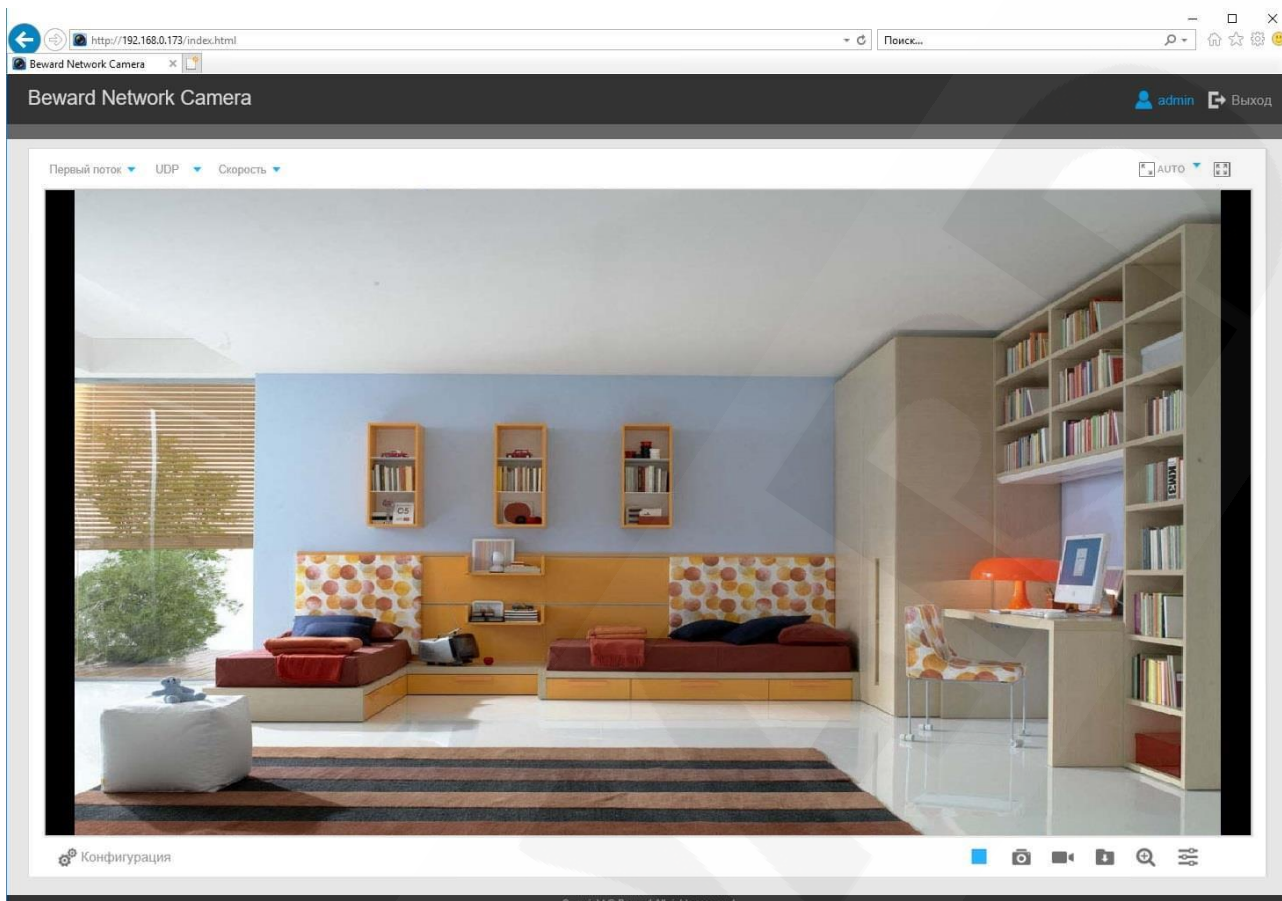 http://192.168.0.173/index.html
Поиск...
Beward Network Camera
Beward Network Camera
admin
Выход
Первый поток
UDP
Скорость
AUTO
05
Конфигурация